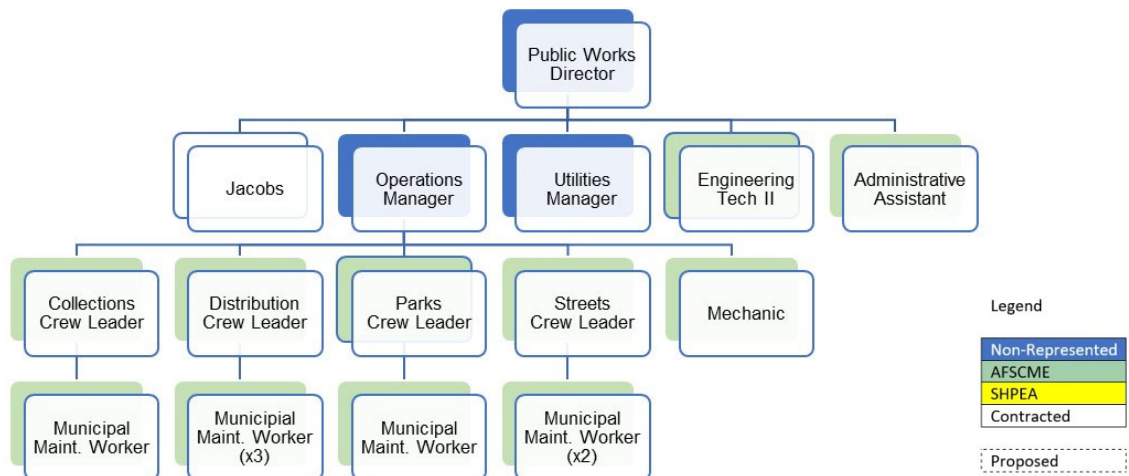 Public Works
Director
Jacobs
Operations
Manager
Utilities
Manager
Engineering
Tech II
Administrative
Assistant
Collections
Crew Leader
Distribution
Crew Leader
Parks
Crew Leader
Streets
Crew Leader
Mechanic
Municipal
Maint. Worker
Municipial
Maint. Worker
(x3)
Municipal
Maint. Worker
Municipal
Maint. Worker
(x2)
Legend
Non-Represented
AFSCME
SHPEA
Contracted
Proposed